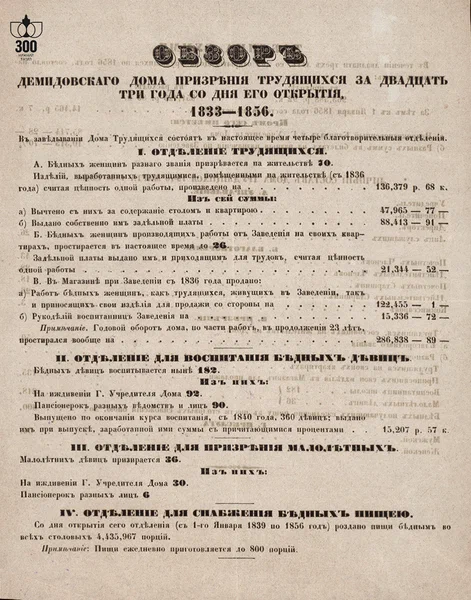 300
ОБЗОРЪ
ДЕМИДОВСКАГО ДОМА ПРИЗРѢНІЯ ТРУДЯЩИХСЯ ЗА ДВАДЦАТЬ
ТРИ ГОДА СО ДНЯ ЕГО ОТКРЫТІЯ,
1833—1856.
Въ завѣдываніи Дома Трудящихся состоятъ въ настоящее время четыре благотворительныя отдѣленія.
I. ОТДѢЛЕНІЕ ТРУДЯЩИХСЯ.
А. Бѣдныхъ женщинъ разнаго званія призрѣвается на жительствѣ 70.
Издѣлій, выработанныхъ трудящимися, помѣщенными на жительствѣ (съ 1836
года) считая цѣнность одной работы, произведено на . . . . . . . . . 136,379 р. 68 к.
Изъ сей суммы:
а) Вычтено съ нихъ за содержаніе столомъ и квартирою . . . . . . . . . 47,965 — 77 —
б) Выдано собственно имъ задѣльной платы . . . . . . . . . 88,413 — 91 —
Б. Бѣдныхъ женщинъ производящихъ работы отъ Заведенія на своихъ квар-
тирахъ, простирается въ настоящее время до 26.
Задѣльной платы выдано имъ и приходящимъ для трудовъ, считая цѣнность
одной работы . . . . . . . . . 21,344 — 52 —
В. Въ Магазинѣ при Заведеніи съ 1836 года продано:
а) Работъ бѣдныхъ женщинъ, какъ трудящихся, живущихъ въ Заведеніи, такъ
и приносящихъ свои издѣлія для продажи со стороны на . . . . . . . . . 122,455 — 1 —
б) Рукодѣлій воспитанницъ Заведенія на . . . . . . . . . 15,336 — 72 —
Примѣчаніе. Годовой оборотъ дома, по части работъ, въ продолженіи 23 лѣтъ,
простирался вообще на . . . . . . . . . 286,838 — 89 —
II. ОТДѢЛЕНІЕ ДЛЯ ВОСПИТАНІЯ БѢДНЫХЪ ДѢВИЦЪ.
Бѣдныхъ дѣвицъ воспитывается нынѣ 182.
Изъ нихъ:
На иждивеніи Г. Учредителя Дома 92.
Пансіонерокъ разныхъ вѣдомствъ и лицъ 90.
Выпущено по окончаніи курса воспитанія, съ 1840 года, 360 дѣвицъ; выдано
имъ при выпускѣ, заработанной ими суммы съ причитающимися процентами . . . . 15,207 р. 57 к.
III. ОТДѢЛЕНІЕ ДЛЯ ПРИЗРѢНІЯ МАЛОЛѢТНЫХЪ.
Малолѣтныхъ дѣвицъ призирается 36.
Изъ нихъ:
На иждивеніи Г. Учредителя Дома 30.
Пансіонерокъ разныхъ лицъ 6
IV. ОТДѢЛЕНІЕ ДЛЯ СНАБЖЕНІЯ БѢДНЫХЪ ПИЩЕЮ.
Со дня открытія сего отдѣленія (съ 1-го Января 1839 по 1856 годъ) роздано пищи бѣднымъ во
всѣхъ столовыхъ 4,435,967 порцій.
Примѣчаніе: Пищи ежедневно приготовляется до 800 порцій.